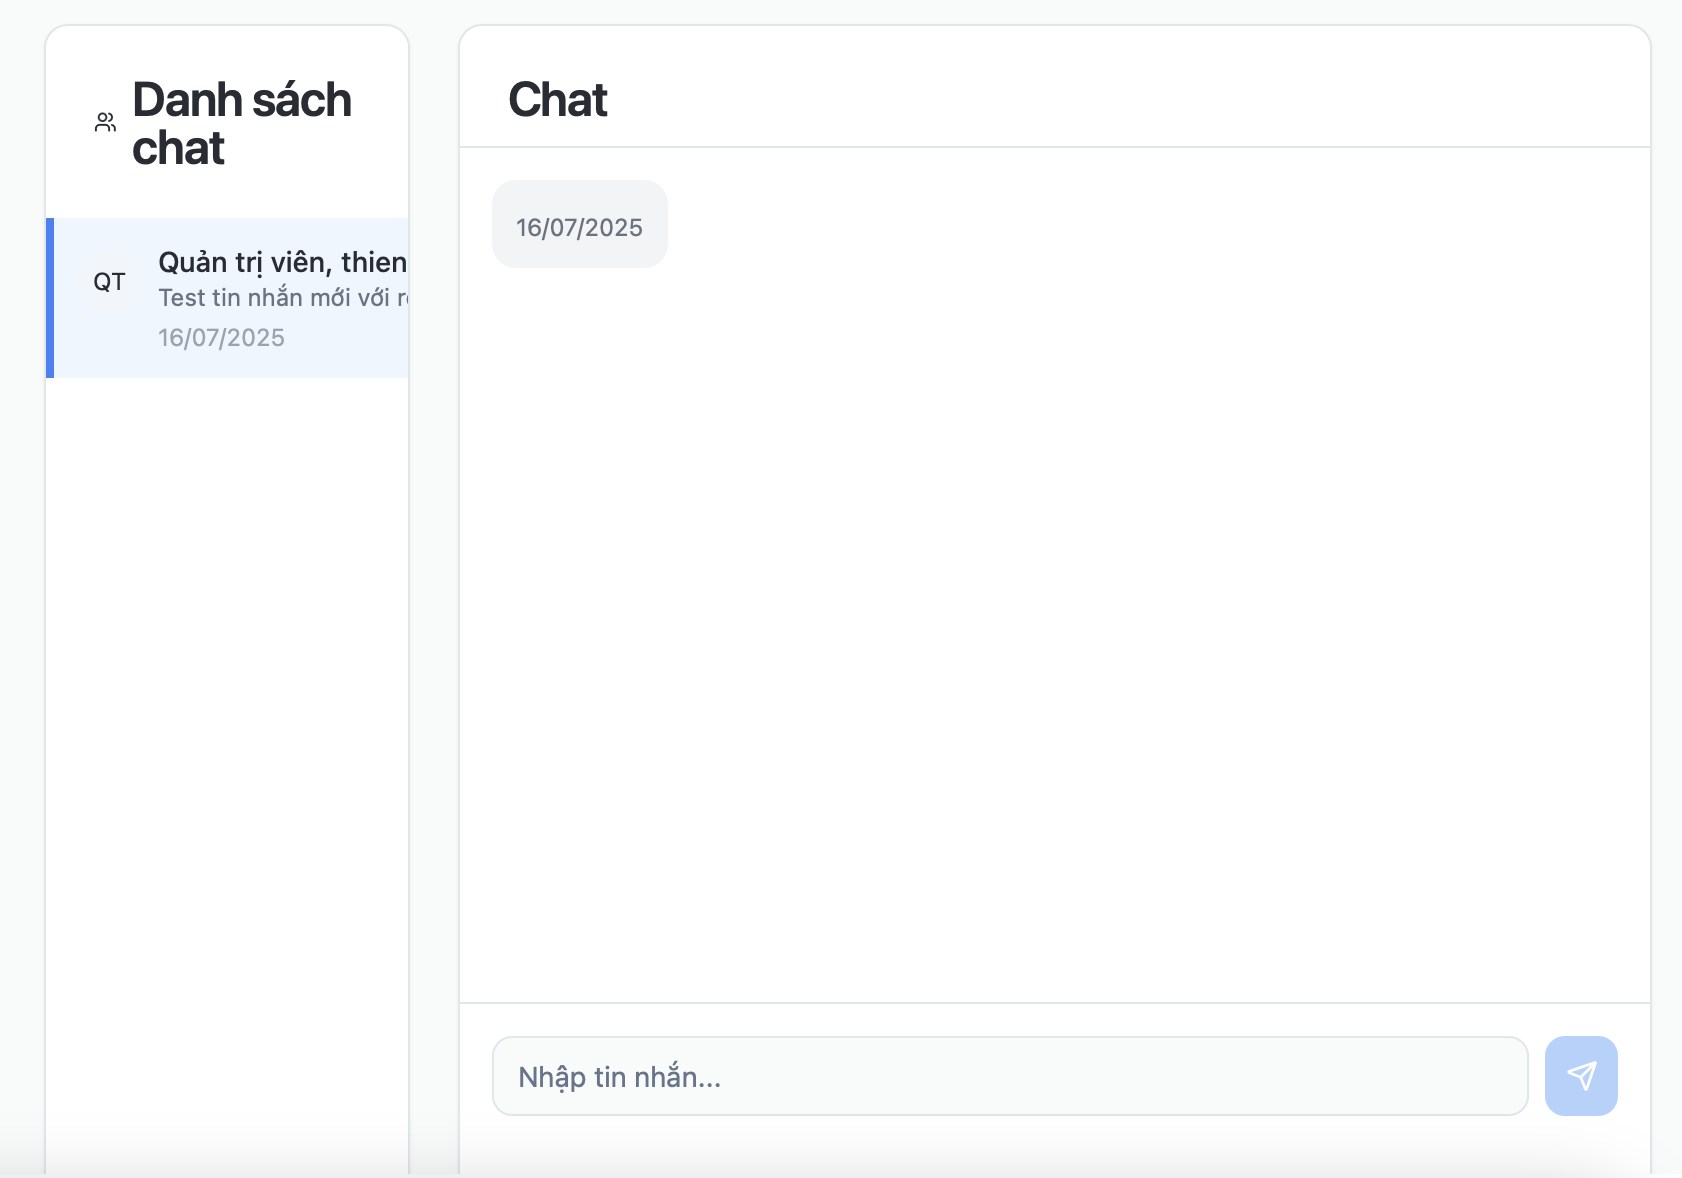 Danh sách
chat
QT
Quản trị viên, thien
Test tin nhắn mới với
16/07/2025
Chat
16/07/2025
Nhập tin nhắn...